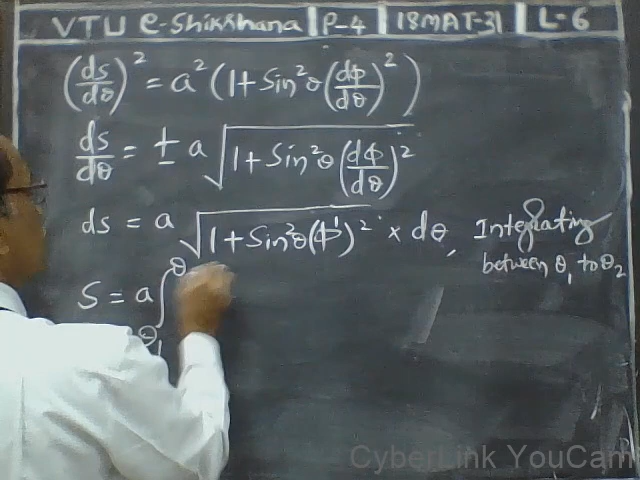 VTU e-Shikshana | P-4 | 18MAT-31 | L-6
(ds/dθ)² = a² (1 + Sin²θ (dϕ/dθ)²)
ds/dθ = ± a √(1 + Sin²θ (dϕ/dθ)²)
ds = a √(1 + Sin²θ (ϕ')²) × dθ, Integrating
between θ₁ to θ₂
S = a ∫ θ θ₁
CyberLink YouCam